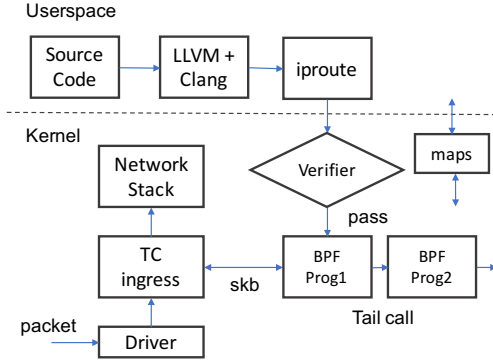 Userspace
Source
Code
LLVM +
Clang
iproute
Kernel
Network
Stack
Verifier
maps
pass
TC
ingress
skb
BPF
Prog1
BPF
Prog2
Tail call
packet
Driver